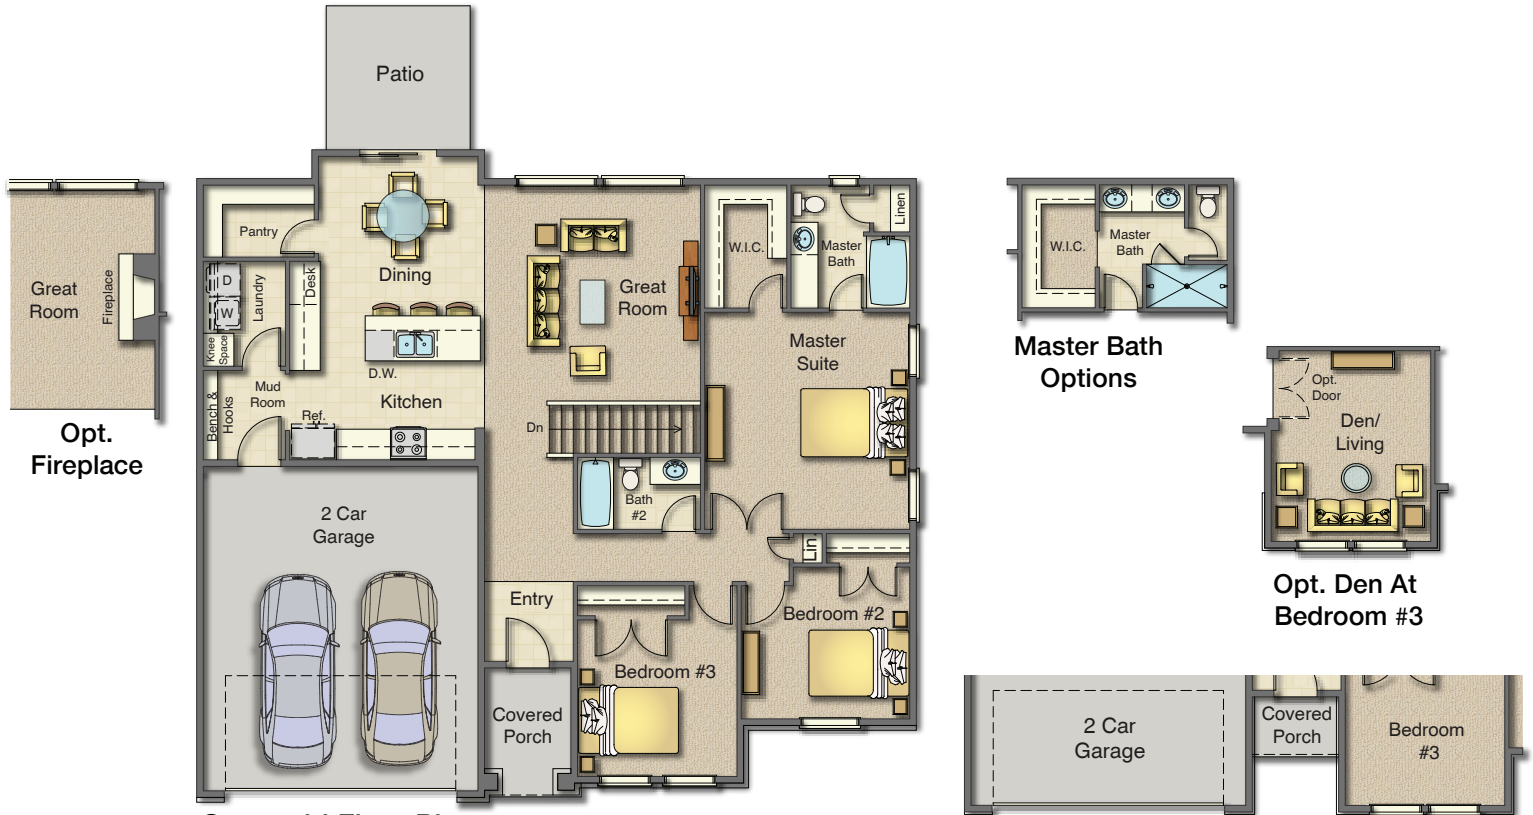 Patio
Pantry
Dining
D
W
Laundry
Desk
Knee
Space
Bench &
Hooks
Mud
Room
Ref.
D.W.
Kitchen
Great
Room
Dn
W.I.C.
Master
Bath
Linen
Master
Suite
Bath
#2
Lin.
2 Car
Garage
Entry
Bedroom #2
Bedroom #3
Covered
Porch
Great
Room
Fireplace
Opt.
Fireplace
W.I.C.
Master
Bath
Master Bath
Options
Opt.
Door
Den/
Living
Opt. Den At
Bedroom #3
2 Car
Garage
Covered
Porch
Bedroom
#3